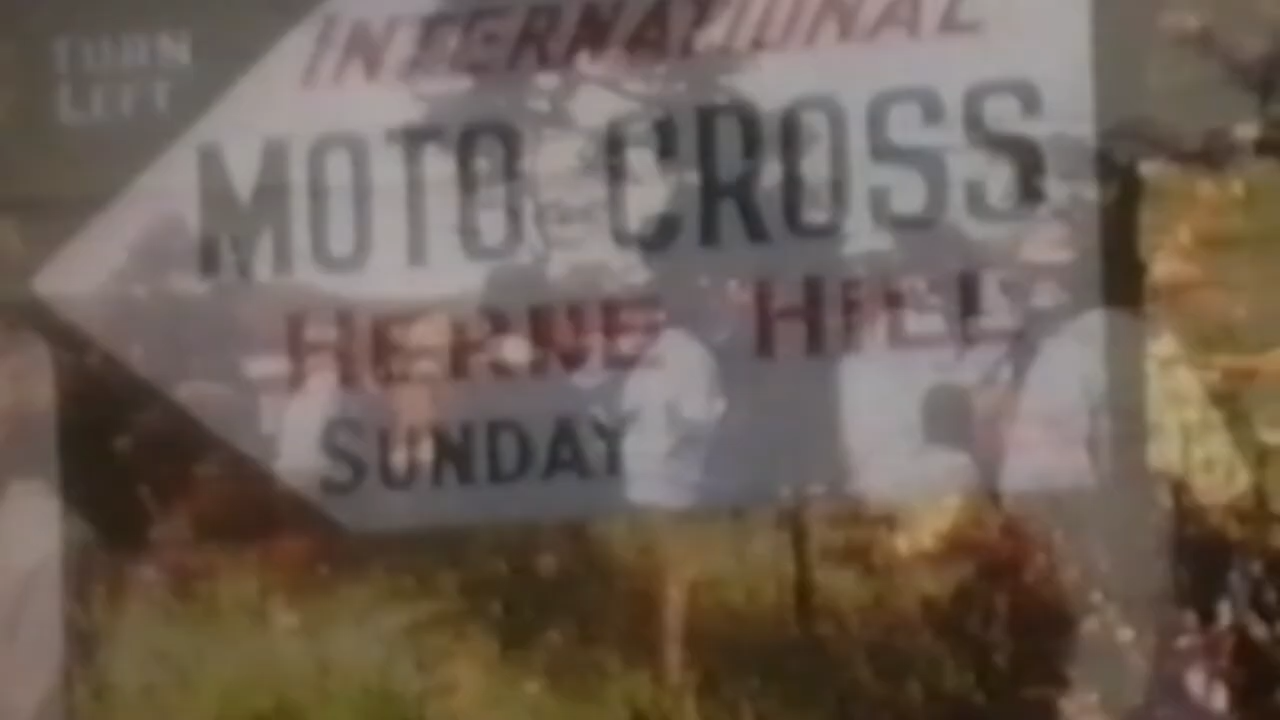 TURN
LEFT
INTERNATIONAL
MOTO CROSS
HERNE HILL
SUNDAY